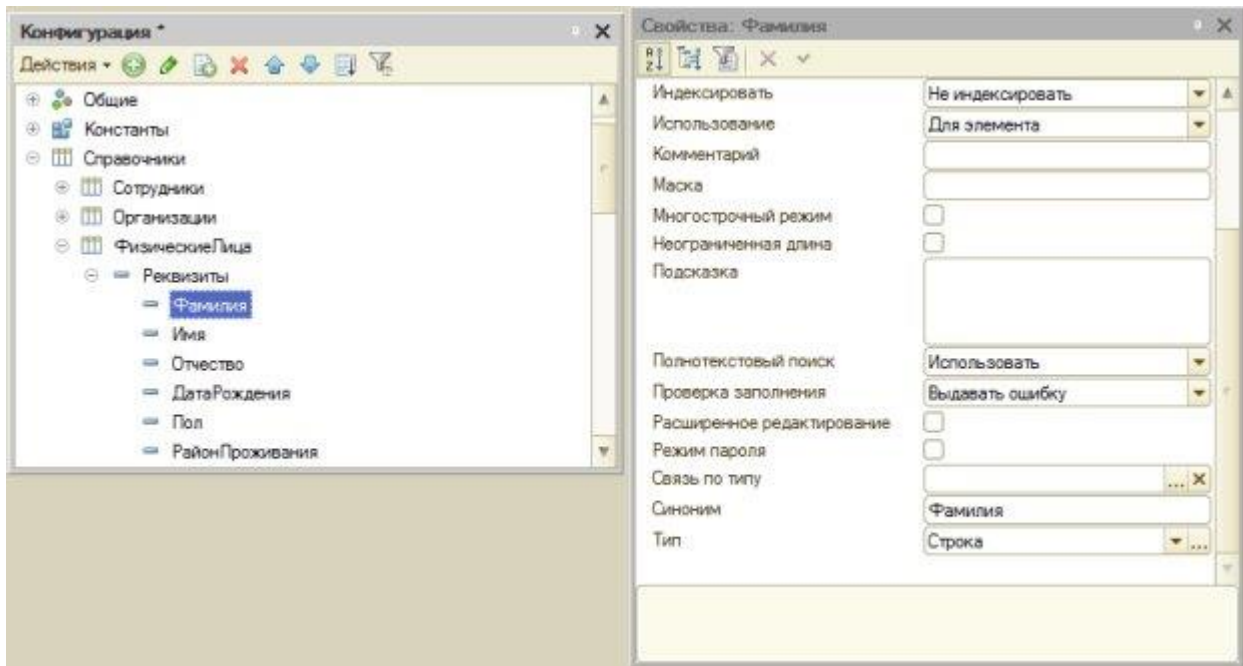 Конфигурация *
Действия
Общие
Константы
Справочники
Сотрудники
Организации
ФизическиеЛица
Реквизиты
Фамилия
Имя
Отчество
ДатаРождения
Пол
РайонПроживания
Свойства: Фамилия
Индексировать Не индексировать
Использование Для элемента
Комментарий
Маска
Многострочный режим
Неограниченная длина
Подсказка
Полнотекстовый поиск Использовать
Проверка заполнения Выдавать ошибку
Расширенное редактирование
Режим пароля
Связь по типу ...
Синоним Фамилия
Тип Строка ...